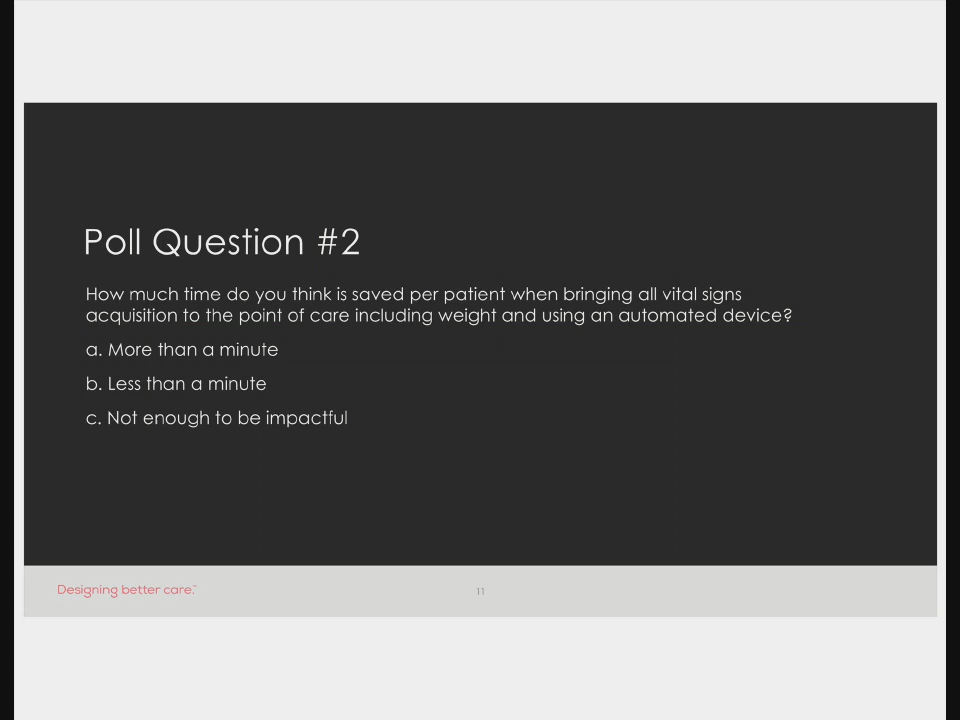 Poll Question #2
How much time do you think is saved per patient when bringing all vital signs
acquisition to the point of care including weight and using an automated device?
a. More than a minute
b. Less than a minute
c. Not enough to be impactful
Designing better care.™
11